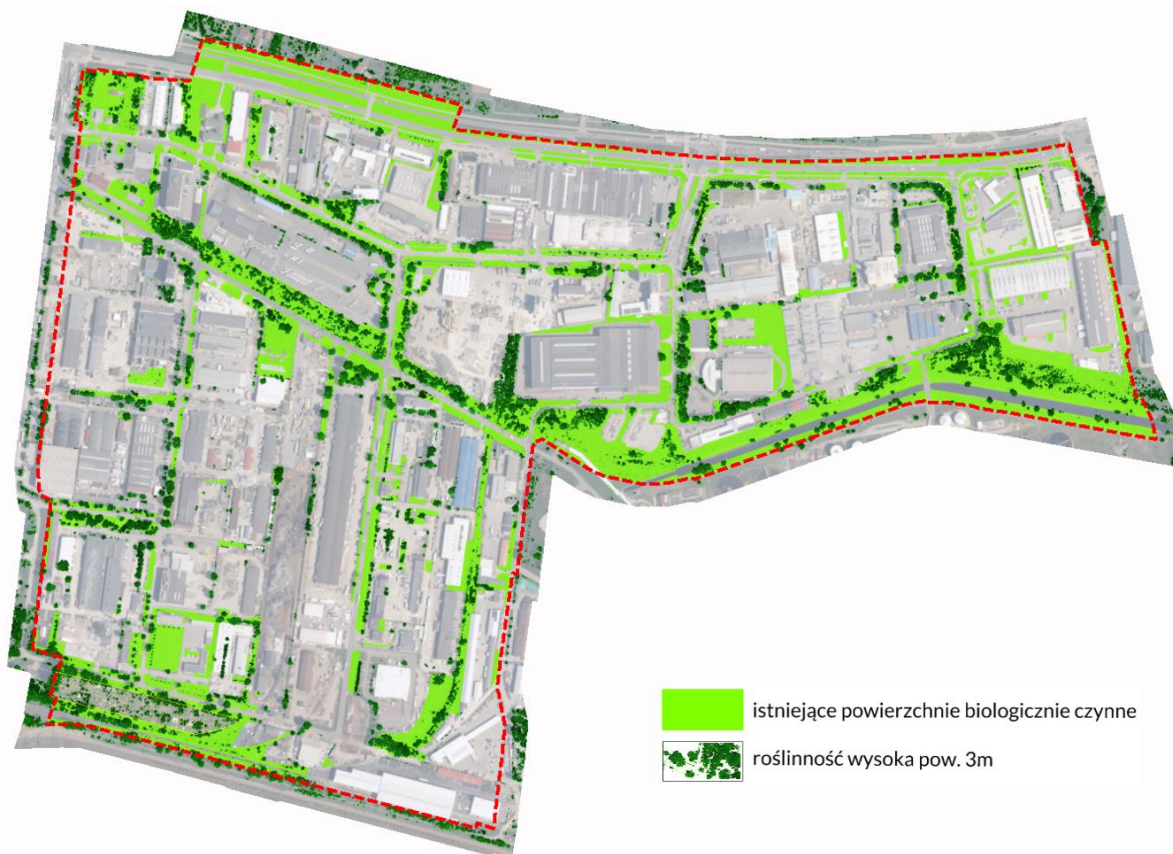 istniejące powierzchnie biologicznie czynne
roślinność wysoka pow. 3m